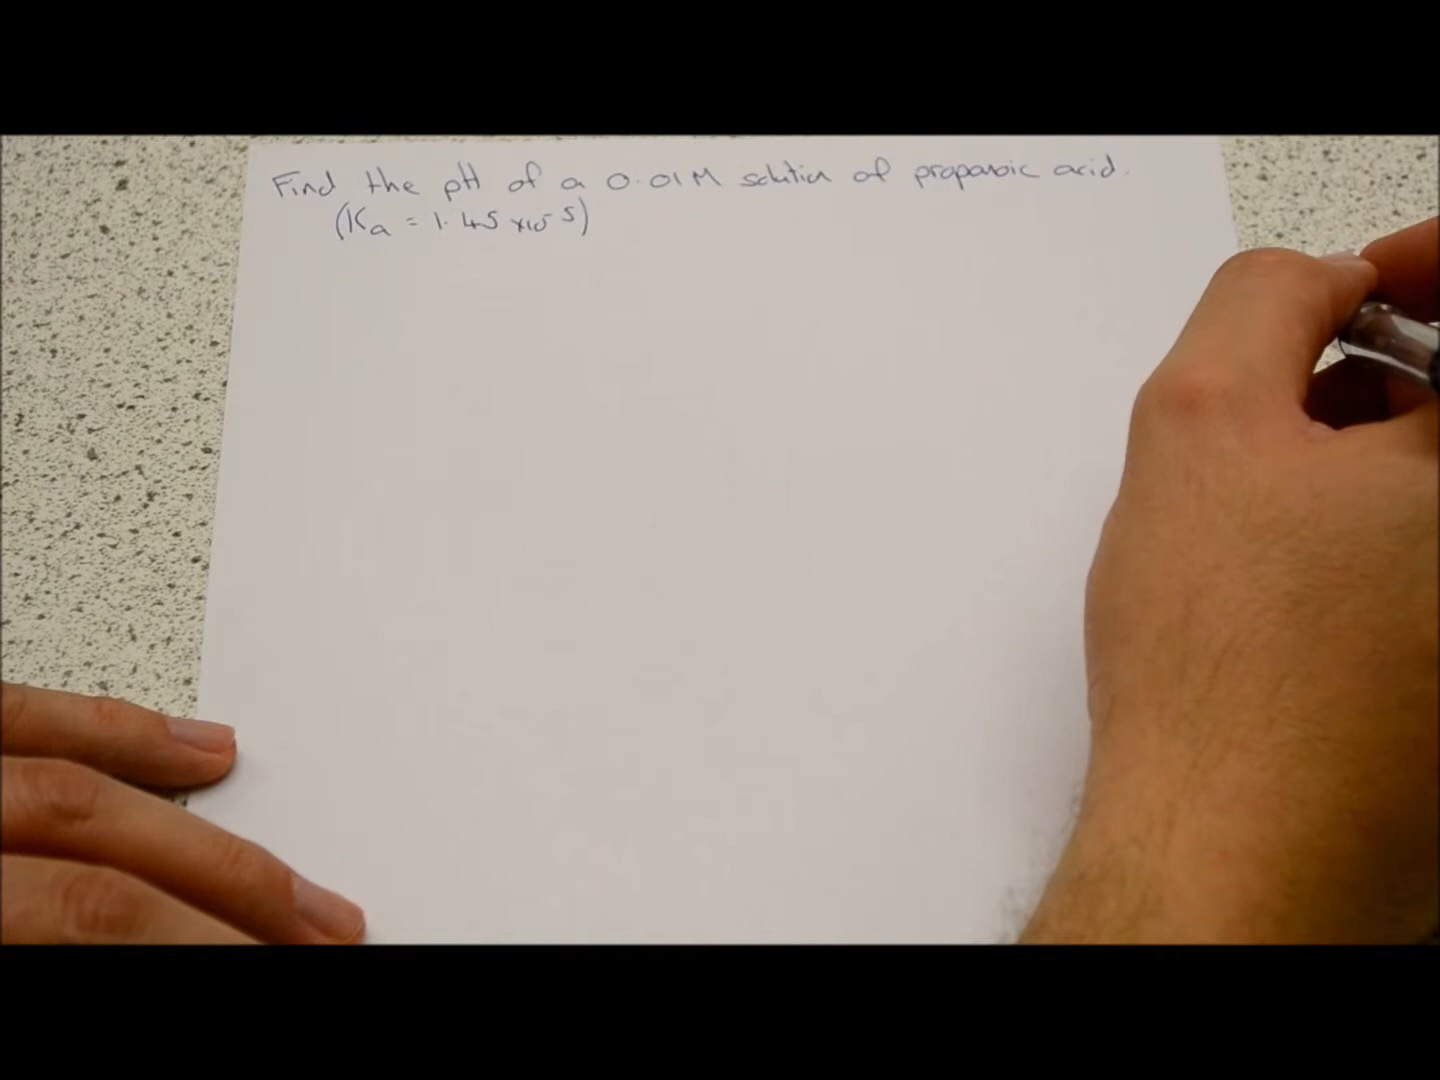 Find the pH of a 0.01M solution of propanoic acid.
(Ka = 1.45 x10-5)